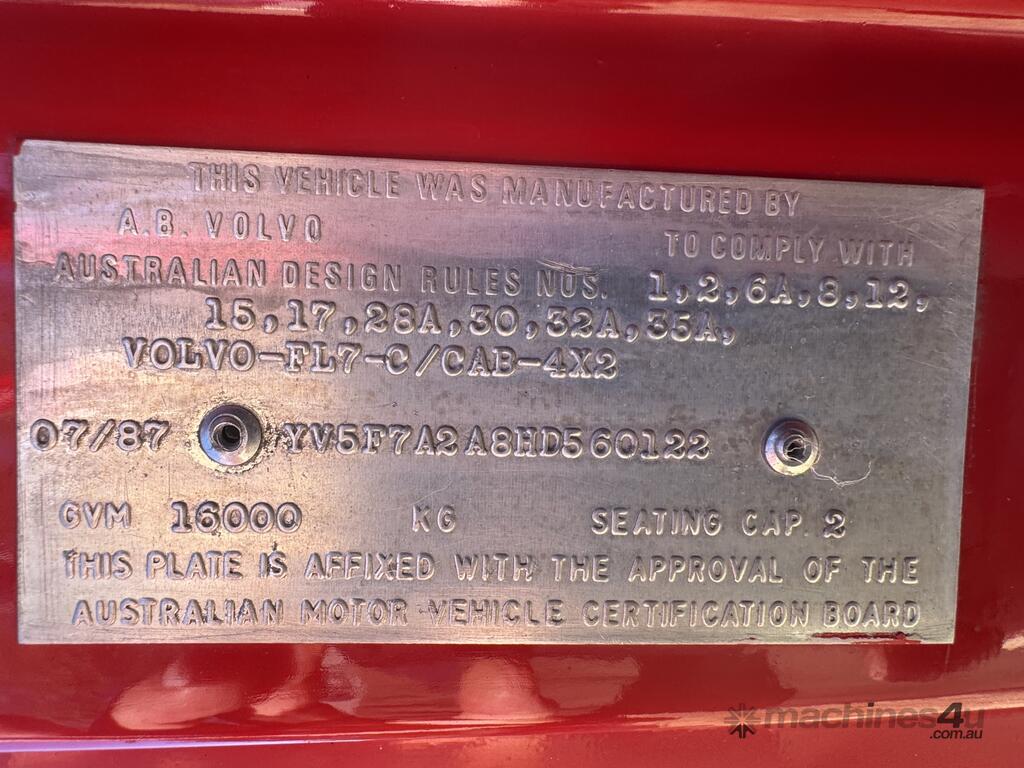 THIS VEHICLE WAS MANUFACTURED BY
A.B. VOLVO TO COMPLY WITH
AUSTRALIAN DESIGN RULES NOS. 1,2,6A,8,12,
15,17,28A,30,32A,35A,
VOLVO-FL7-C/CAB-4X2
07/87 YV5F7A2A8HD560122
GVM 16000 KG SEATING CAP. 2
THIS PLATE IS AFFIXED WITH THE APPROVAL OF THE
AUSTRALIAN MOTOR VEHICLE CERTIFICATION BOARD
machines4u
.com.au